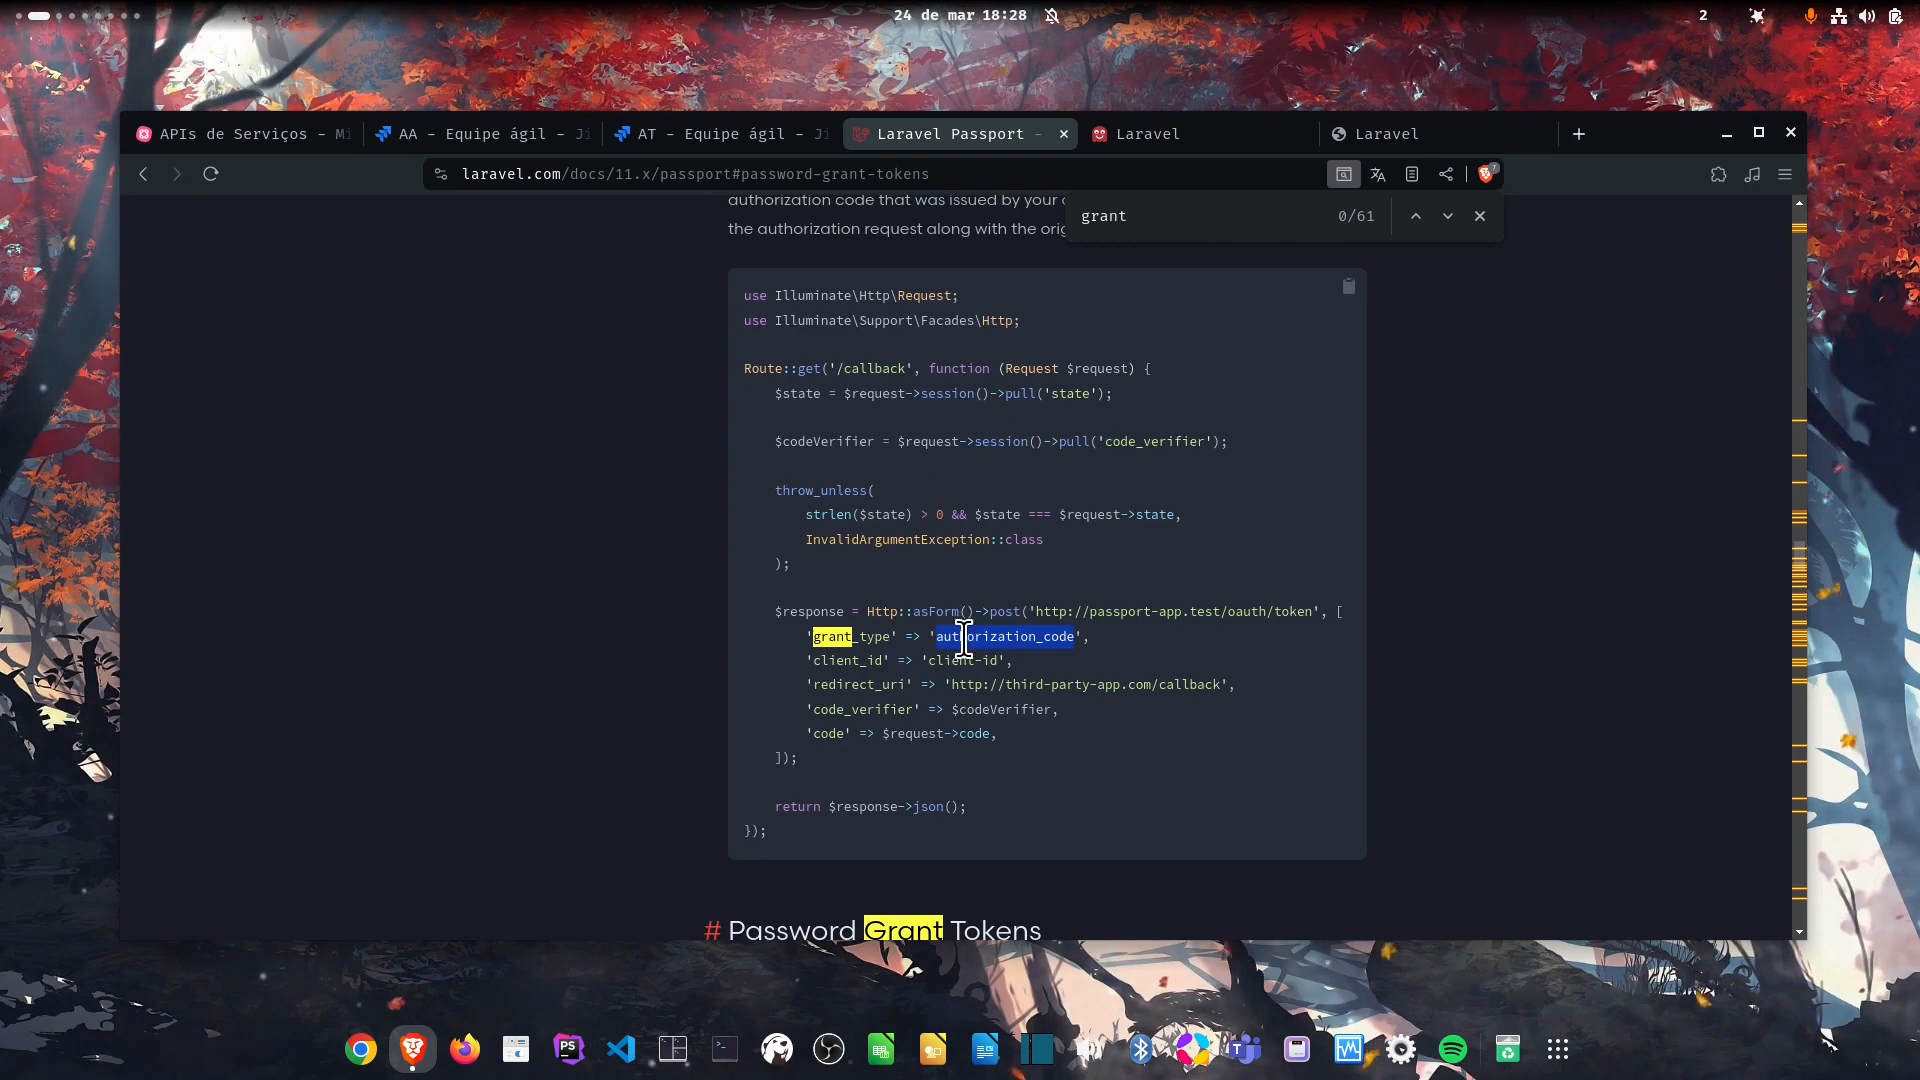 24 de mar 18:28
2
APIs de Serviços - Mi
AA - Equipe ágil - Ji
AT - Equipe ágil - Ji
Laravel Passport -
Laravel
Laravel
laravel.com/docs/11.x/passport#password-grant-tokens
7
authorization code that was issued by your
grant
0/61
the authorization request along with the orig
use Illuminate\Http\Request;
use Illuminate\Support\Facades\Http;
Route::get('/callback', function (Request $request) {
$state = $request->session()->pull('state');
$codeVerifier = $request->session()->pull('code_verifier');
throw_unless(
strlen($state) > 0 && $state === $request->state,
InvalidArgumentException::class
);
$response = Http::asForm()->post('http://passport-app.test/oauth/token', [
'grant_type' => 'authorization_code',
'client_id' => 'client-id',
'redirect_uri' => 'http://third-party-app.com/callback',
'code_verifier' => $codeVerifier,
'code' => $request->code,
]);
return $response->json();
});
# Password Grant Tokens
PS